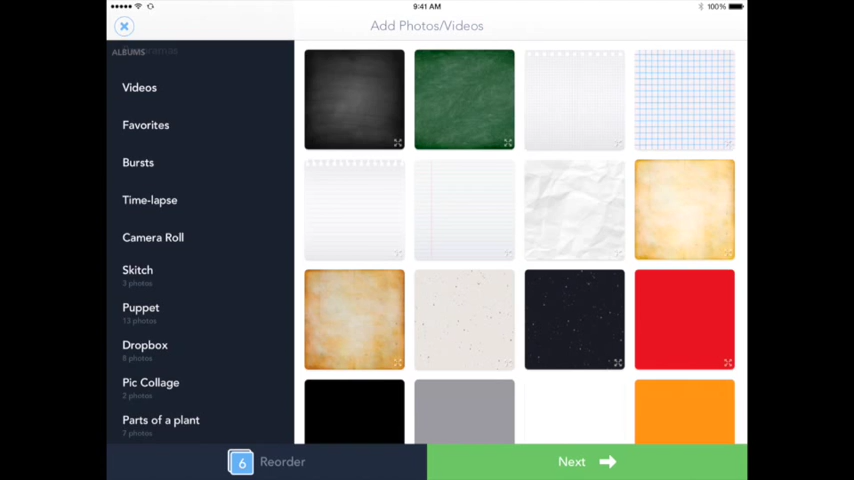 9:41 AM
100%
Add Photos/Videos
ALBUMS
Videos
Favorites
Bursts
Time-lapse
Camera Roll
Skitch
3 photos
Puppet
13 photos
Dropbox
8 photos
Pic Collage
2 photos
Parts of a plant
7 photos
6 Reorder
Next